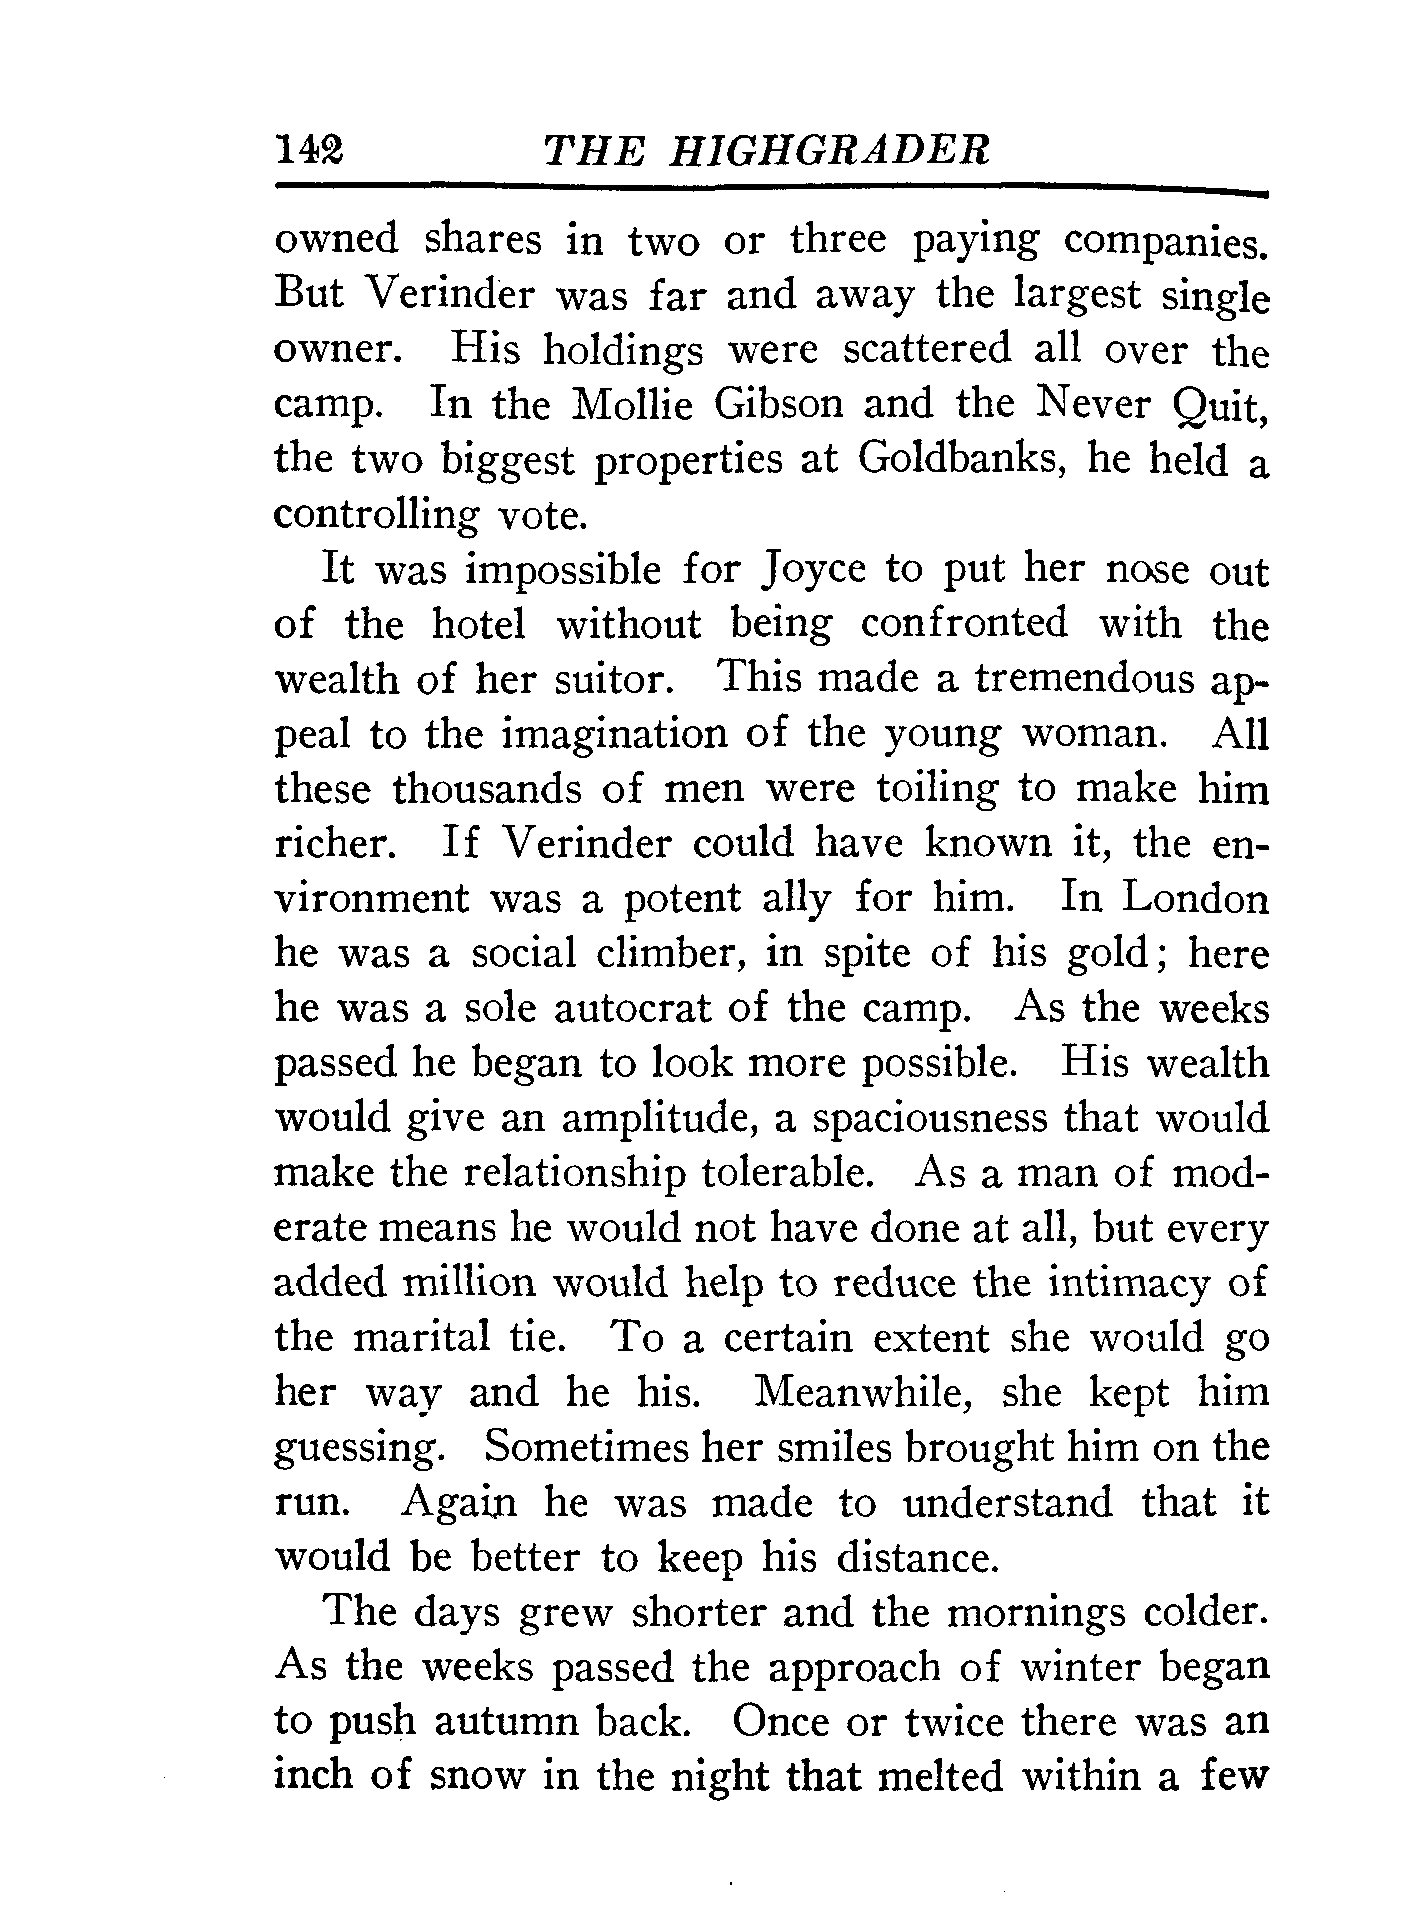 142 THE HIGHGRADER
owned shares in two or three paying companies.
But Verinder was far and away the largest single
owner. His holdings were scattered all over the
camp. In the Mollie Gibson and the Never Quit,
the two biggest properties at Goldbanks, he held a
controlling vote.
It was impossible for Joyce to put her nose out
of the hotel without being confronted with the
wealth of her suitor. This made a tremendous ap-
peal to the imagination of the young woman. All
these thousands of men were toiling to make him
richer. If Verinder could have known it, the en-
vironment was a potent ally for him. In London
he was a social climber, in spite of his gold; here
he was a sole autocrat of the camp. As the weeks
passed he began to look more possible. His wealth
would give an amplitude, a spaciousness that would
make the relationship tolerable. As a man of mod-
erate means he would not have done at all, but every
added million would help to reduce the intimacy of
the marital tie. To a certain extent she would go
her way and he his. Meanwhile, she kept him
guessing. Sometimes her smiles brought him on the
run. Again he was made to understand that it
would be better to keep his distance.
The days grew shorter and the mornings colder.
As the weeks passed the approach of winter began
to push autumn back. Once or twice there was an
inch of snow in the night that melted within a few